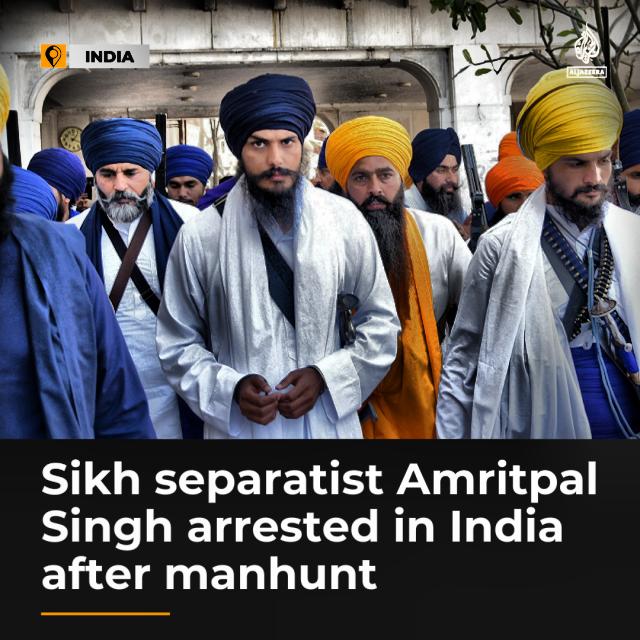 INDIA
ALJAZEERA
Sikh separatist Amritpal
Singh arrested in India
after manhunt